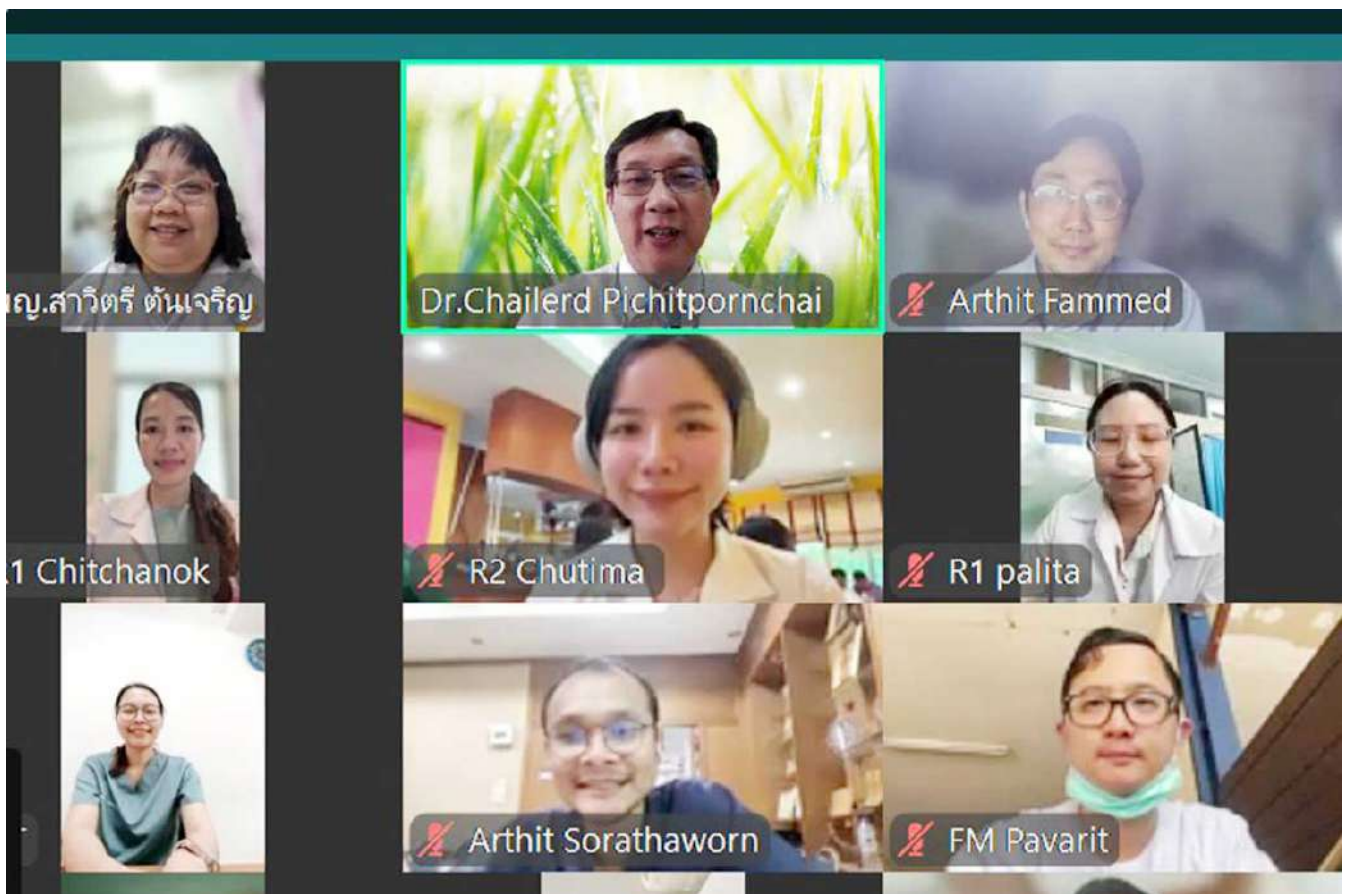 ญ.สาวิตรี ตันเจริญ
Dr.Chailerd Pichitpornchai
Arthit Fammed
1 Chitchanok
R2 Chutima
R1 palita
Arthit Sorathaworn
FM Pavarit